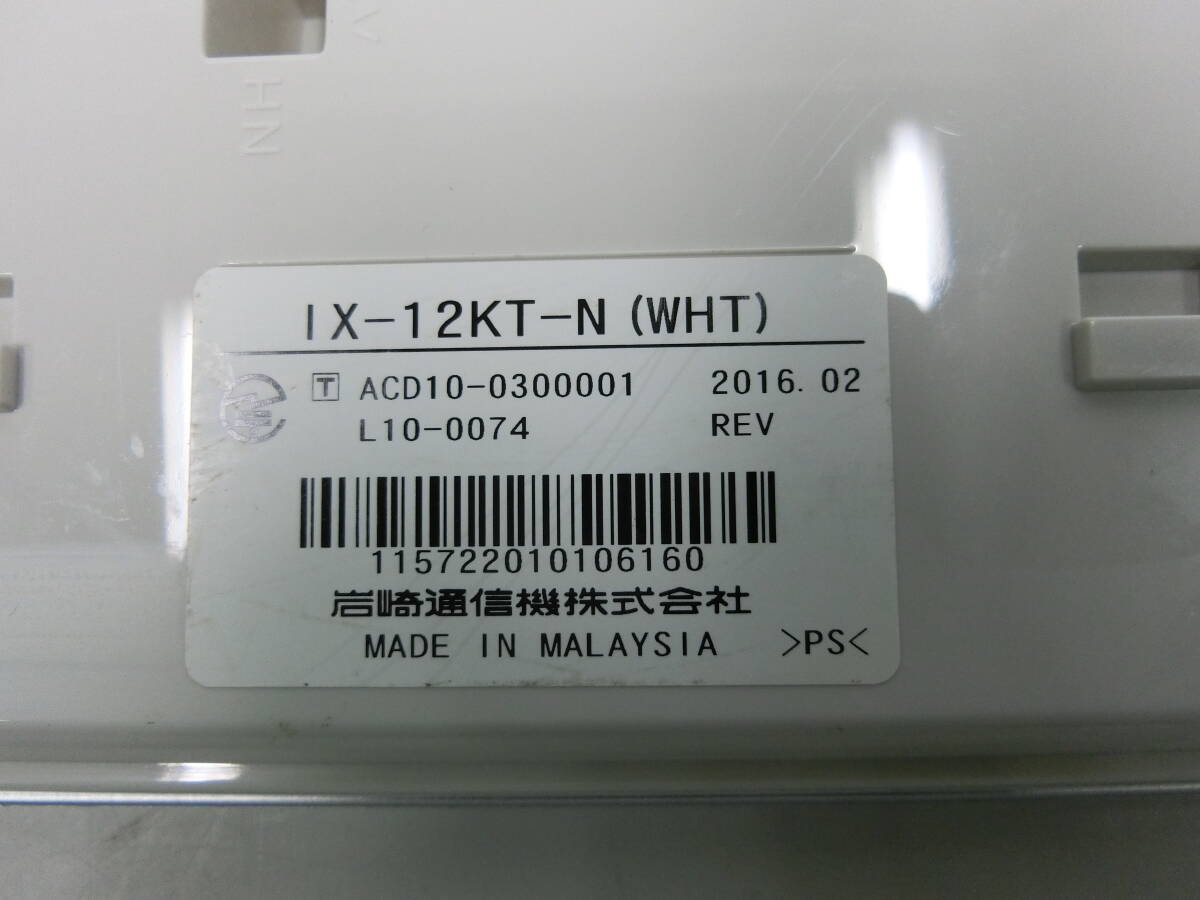 V
HN
IX-12KT-N (WHT)
T ACD10-0300001 2016.02
L10-0074 REV
115722010106160
岩崎通信機株式会社
MADE IN MALAYSIA >PS<